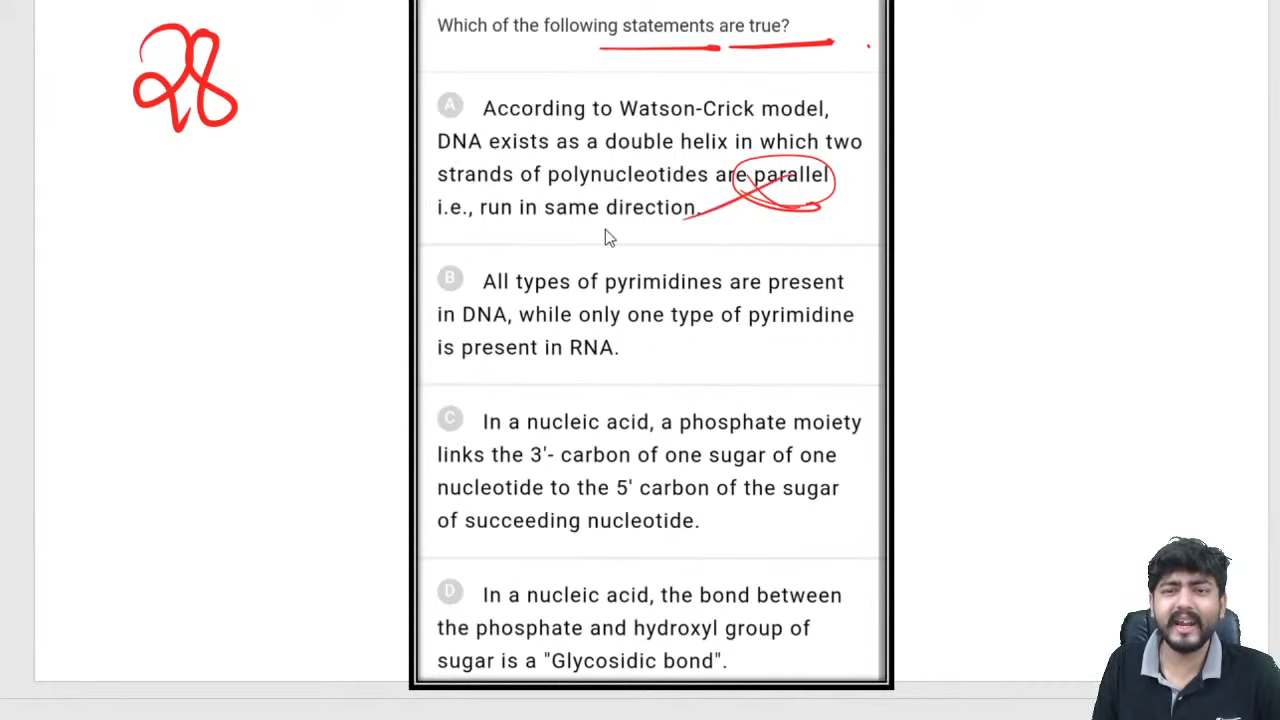 28
Which of the following statements are true?
A According to Watson-Crick model,
DNA exists as a double helix in which two
strands of polynucleotides are parallel
i.e., run in same direction.
B All types of pyrimidines are present
in DNA, while only one type of pyrimidine
is present in RNA.
C In a nucleic acid, a phosphate moiety
links the 3'- carbon of one sugar of one
nucleotide to the 5' carbon of the sugar
of succeeding nucleotide.
D In a nucleic acid, the bond between
the phosphate and hydroxyl group of
sugar is a "Glycosidic bond".